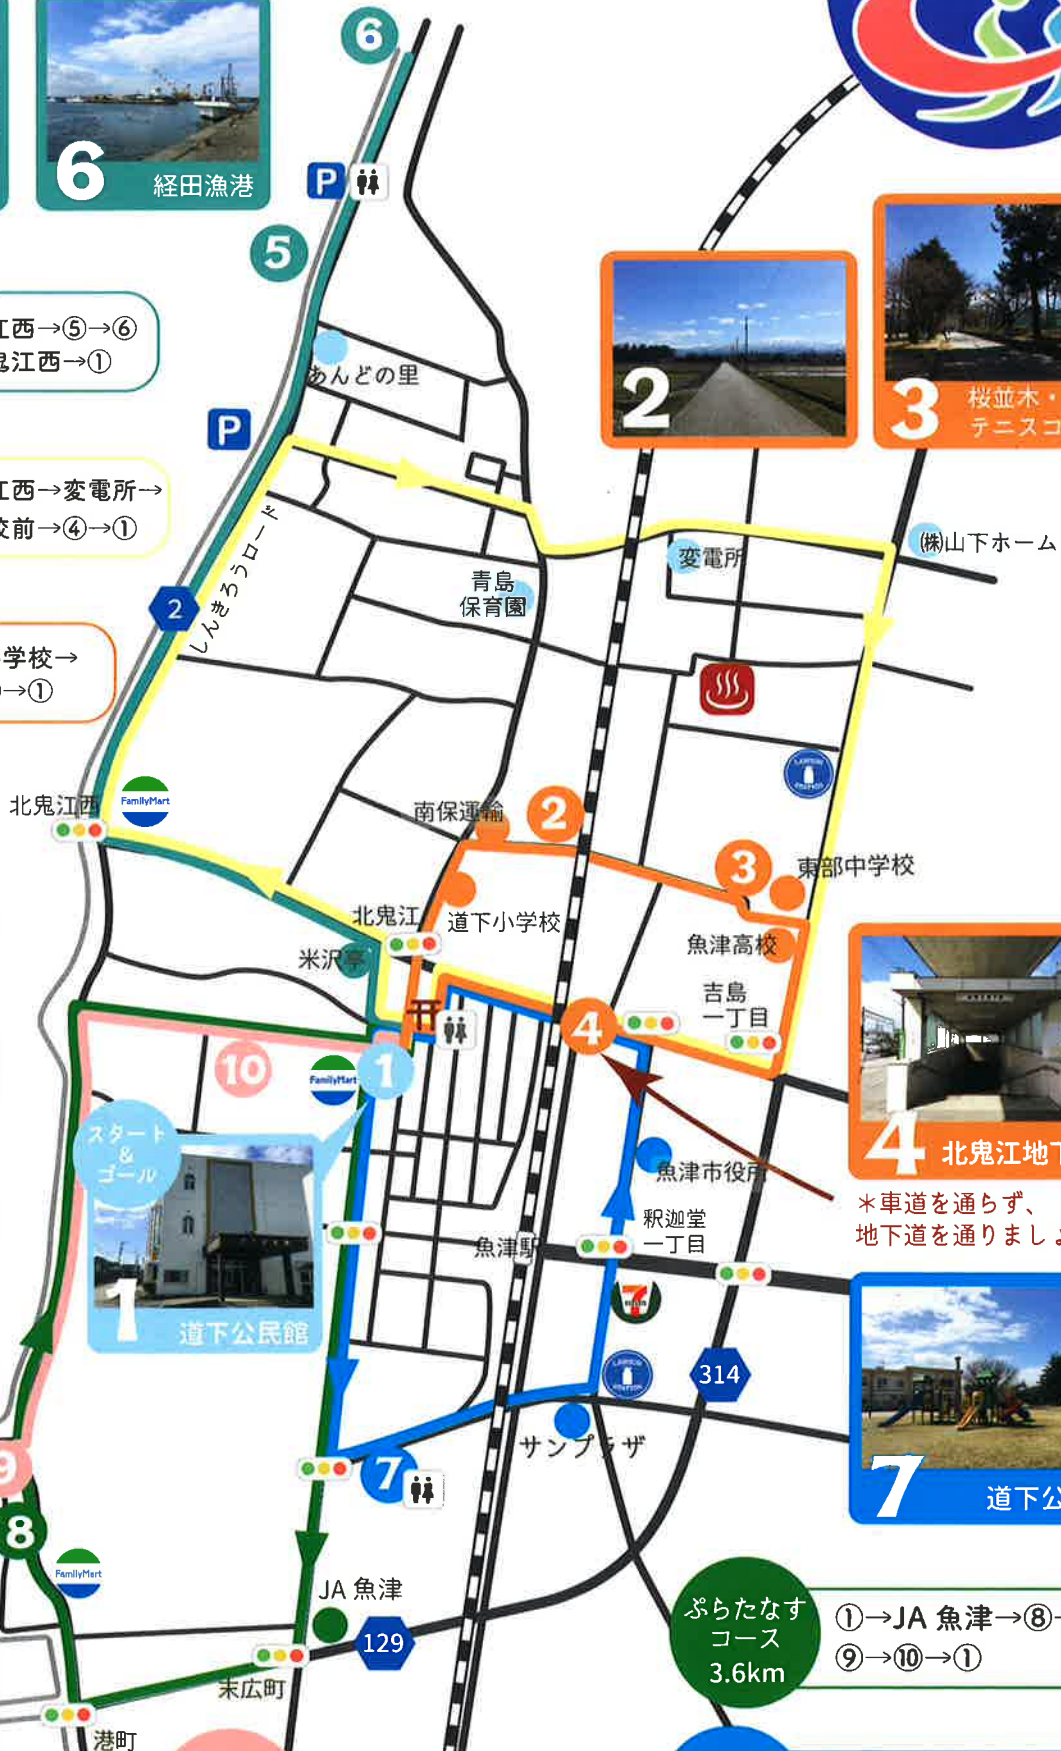 6
6
経田漁港
P
5
江西→⑤→⑥
鬼江西→①
あんどの里
2
3
桜並木・
テニスコ
P
江西→変電所→
校前→④→①
しんきろうロード
㈱山下ホーム
変電所
青島
保育園
2
学校→
→①
LAWSON
STATION
北鬼江西
FamilyMart
南保運輸
2
3
東部中学校
北鬼江
道下小学校
米沢亭
魚津高校
吉島
一丁目
4
10
FamilyMart
1
スタート
&
ゴール
4
北鬼江地下
*車道を通らず、
地下道を通りましょ
魚津市役所
釈迦堂
一丁目
魚津駅
1
道下公民館
7
ELEVEN
LAWSON
STATION
314
サンプラザ
7
道下公
9
7
8
FamilyMart
JA 魚津
129
末広町
港町
ぷらたなす
コース
3.6km
①→JA 魚津→⑧→
⑨→⑩→①